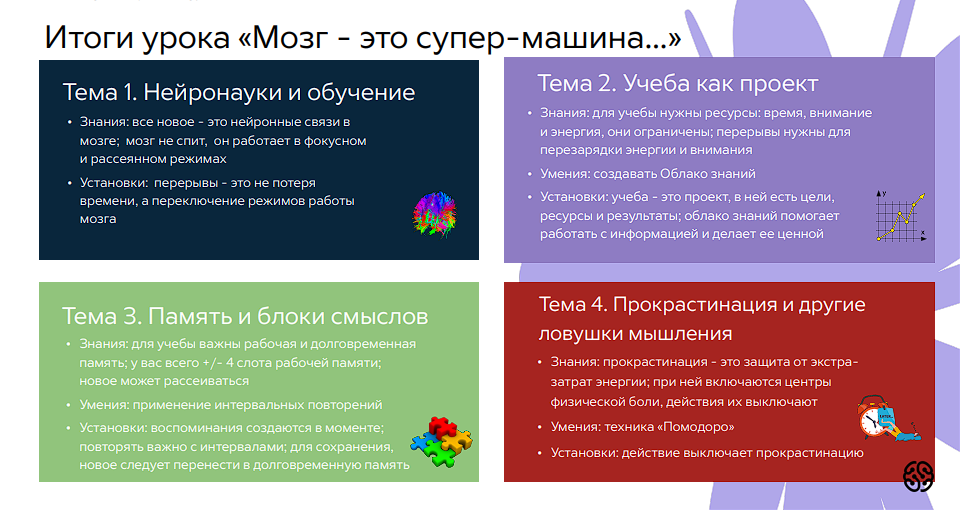 Итоги урока «Мозг - это супер-машина...»
Тема 1. Нейронауки и обучение
• Знания: все новое - это нейронные связи в
мозге; мозг не спит, он работает в фокусном
и рассеянном режимах
• Установки: перерывы - это не потеря
времени, а переключение режимов работы
мозга
Тема 2. Учеба как проект
• Знания: для учебы нужны ресурсы: время, внимание
и энергия, они ограничены; перерывы нужны для
перезарядки энергии и внимания
• Умения: создавать Облако знаний
• Установки: учеба - это проект, в ней есть цели,
ресурсы и результаты; облако знаний помогает
работать с информацией и делает ее ценной
y
x
Тема 3. Память и блоки смыслов
• Знания: для учебы важны рабочая и долговременная
память; у вас всего +/- 4 слота рабочей памяти;
новое может рассеиваться
• Умения: применение интервальных повторений
• Установки: воспоминания создаются в моменте;
повторять важно с интервалами; для сохранения,
новое следует перенести в долговременную память
Тема 4. Прокрастинация и другие
ловушки мышления
• Знания: прокрастинация - это защита от экстра-
затрат энергии; при ней включаются центры
физической боли, действия их выключают
• Умения: техника «Помодоро»
• Установки: действие выключает прокрастинацию